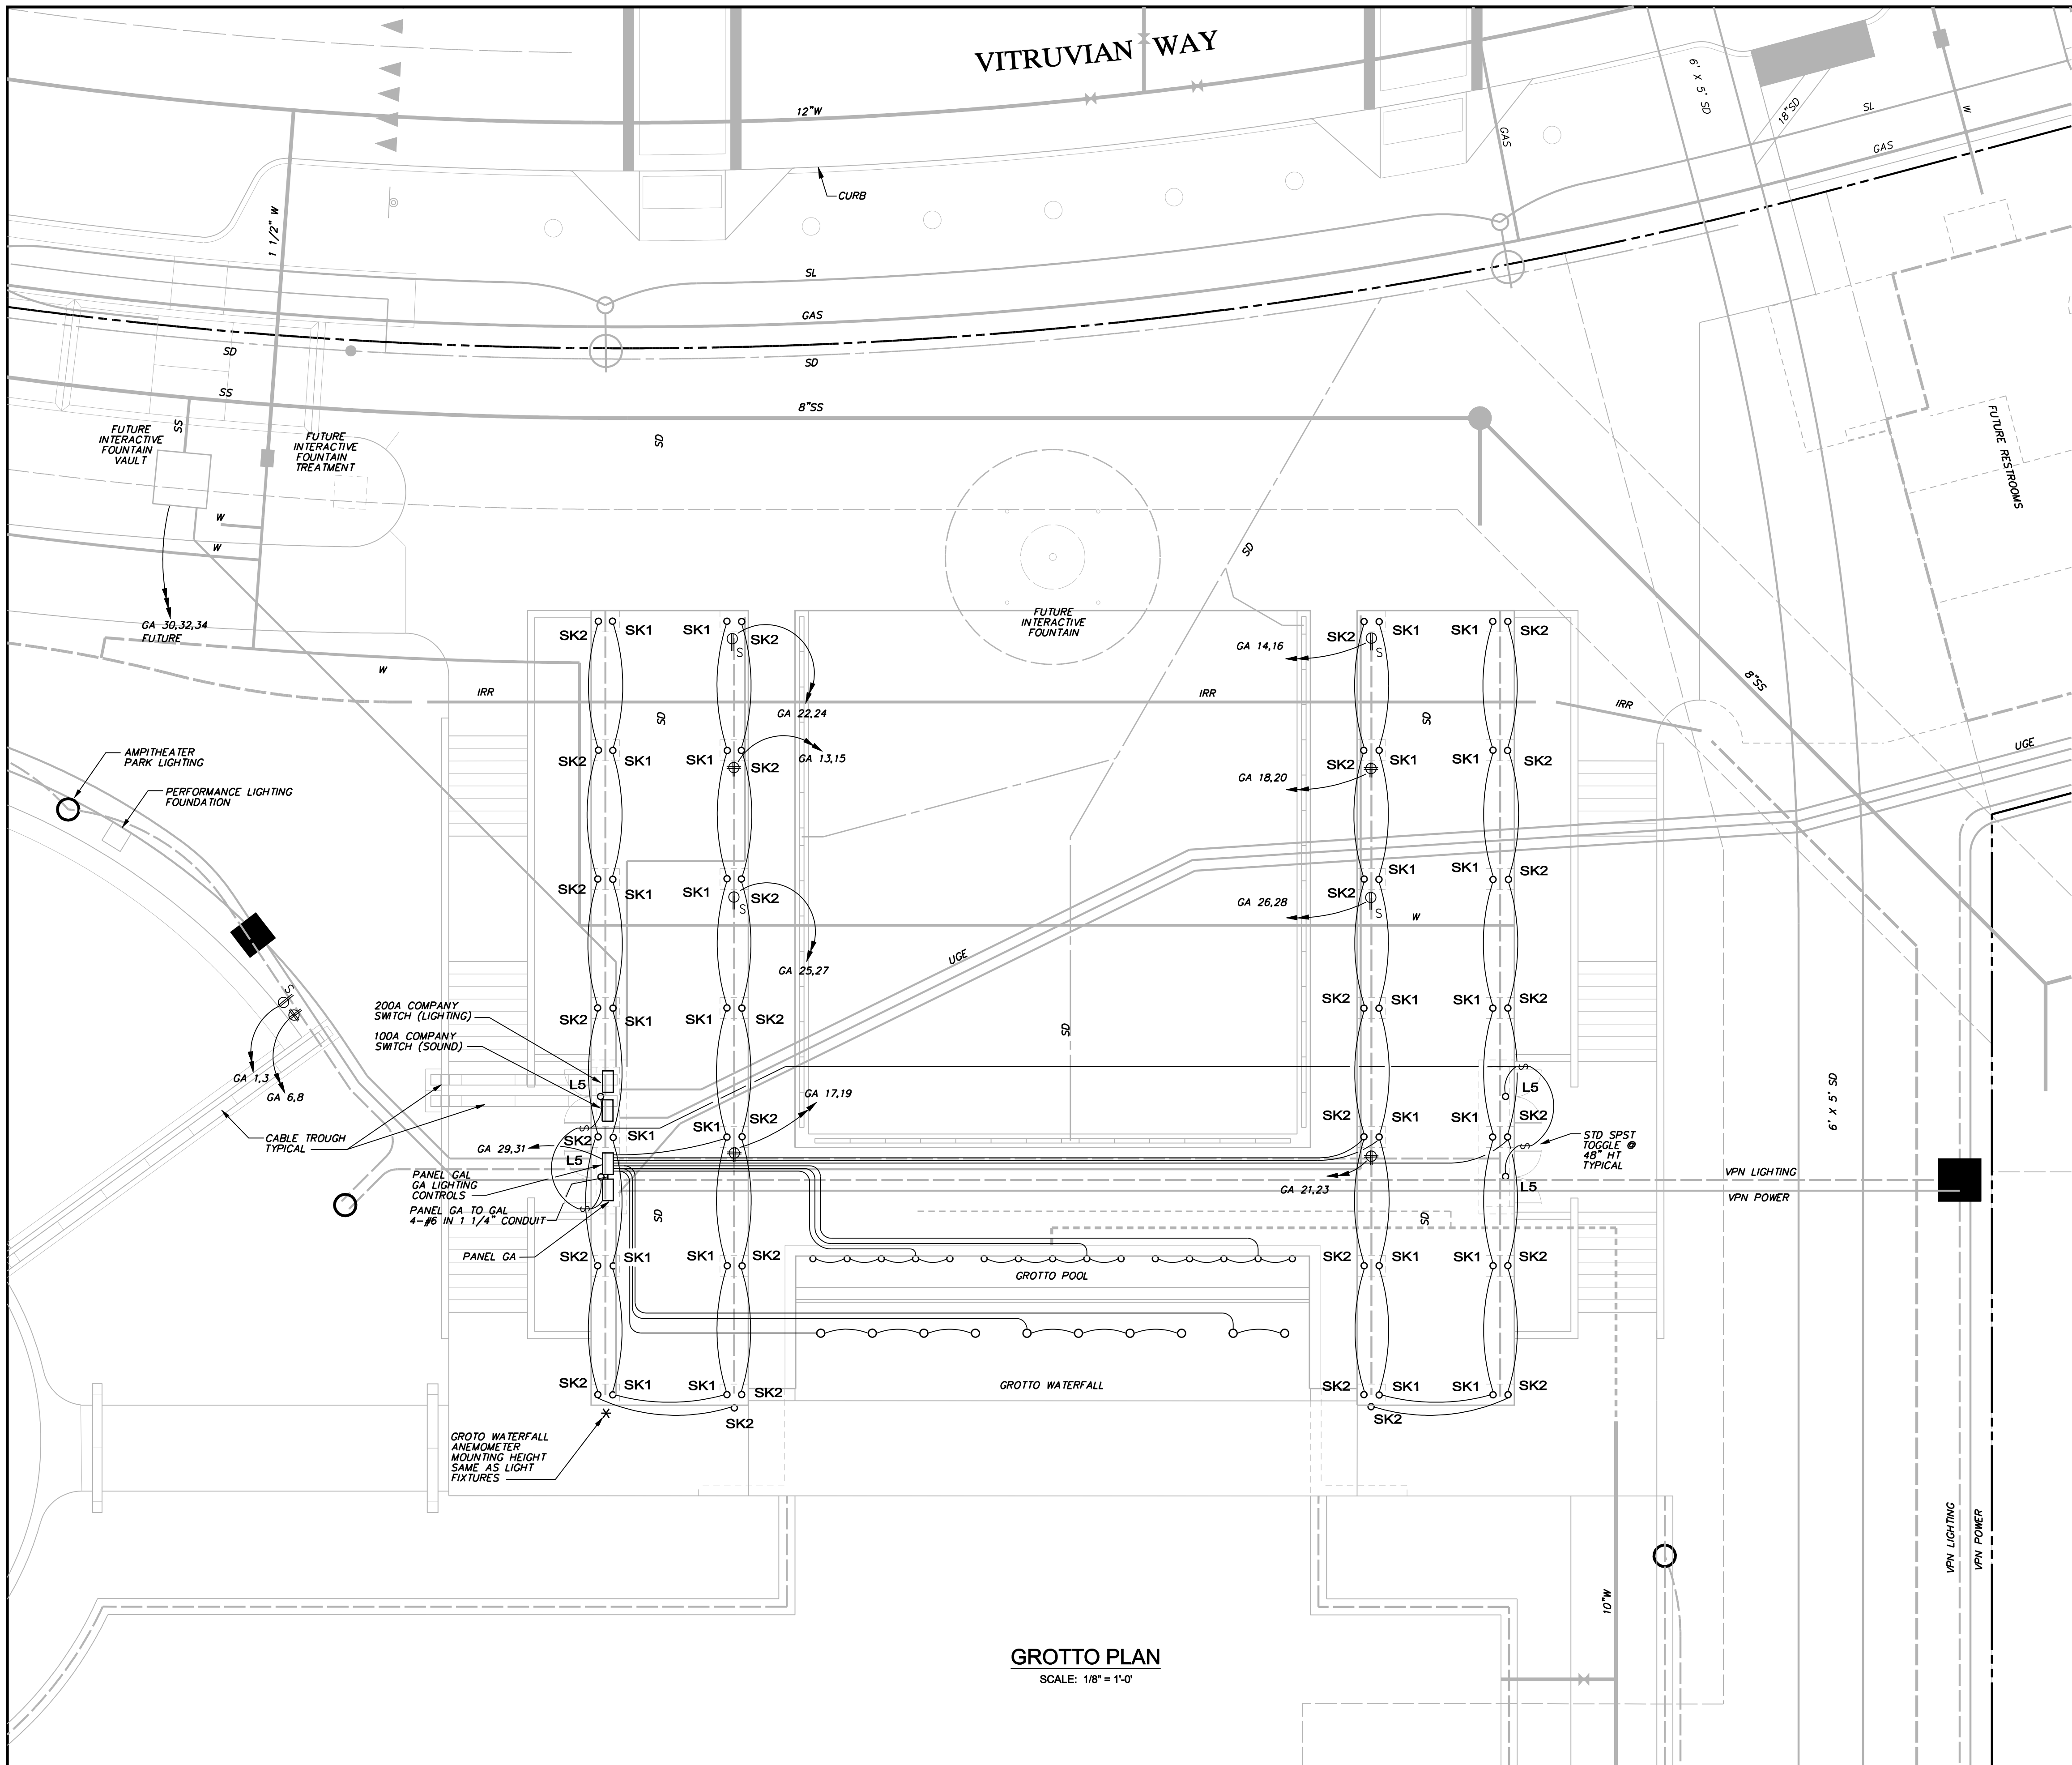 VITRUVIAN WAY
6' X 5' SD
18"SD
SL
W
12"W
GAS
GAS
CURB
1 1/2" W
SL
GAS
SD
SD
SS
8"SS
SS
SD
FUTURE
INTERACTIVE
FOUNTAIN
VAULT
FUTURE
INTERACTIVE
FOUNTAIN
TREATMENT
FUTURE RESTROOMS
W
W
SD
GA 30,32,34
FUTURE
FUTURE
INTERACTIVE
FOUNTAIN
SK2
SK1
SK1
SK2
S
GA 14,16
SK2
SK1
SK1
SK2
S
W
IRR
IRR
IRR
8"SS
SD
GA 22,24
SD
UGE
AMPITHEATER
PARK LIGHTING
SK2
SK1
SK1
SK2
GA 13,15
GA 18,20
SK2
SK1
SK1
SK2
PERFORMANCE LIGHTING
FOUNDATION
SK2
SK1
SK1
SK2
S
GA 26,28
SK2
SK1
SK1
SK2
S
W
UGE
GA 25,27
S
200A COMPANY
SWITCH (LIGHTING)
SK2
SK1
SK1
SK2
SK2
SK1
SK1
SK2
SD
100A COMPANY
SWITCH (SOUND)
GA 1,3
GA 6,8
L5
GA 17,19
S
L5
6' X 5' SD
CABLE TROUGH
TYPICAL
S
SK2
SK1
SK1
SK2
SK2
SK1
SK1
SK2
S
STD SPST
TOGGLE @
48" HT
TYPICAL
GA 29,31
L5
PANEL GAL
GA LIGHTING
CONTROLS
GA 21,23
L5
VPN LIGHTING
VPN POWER
PANEL GA TO GAL
4-#6 IN 1 1/4" CONDUIT
S
SD
SD
PANEL GA
SK2
SK1
SK1
SK2
SK2
SK1
SK1
SK2
GROTTO POOL
SK2
SK1
SK1
SK2
GROTTO WATERFALL
SK2
SK1
SK1
SK2
SK2
SK2
GROTO WATERFALL
ANEMOMETER
MOUNTING HEIGHT
SAME AS LIGHT
FIXTURES
VPN LIGHTING
VPN POWER
10"W
GROTTO PLAN
SCALE: 1/8" = 1'-0'